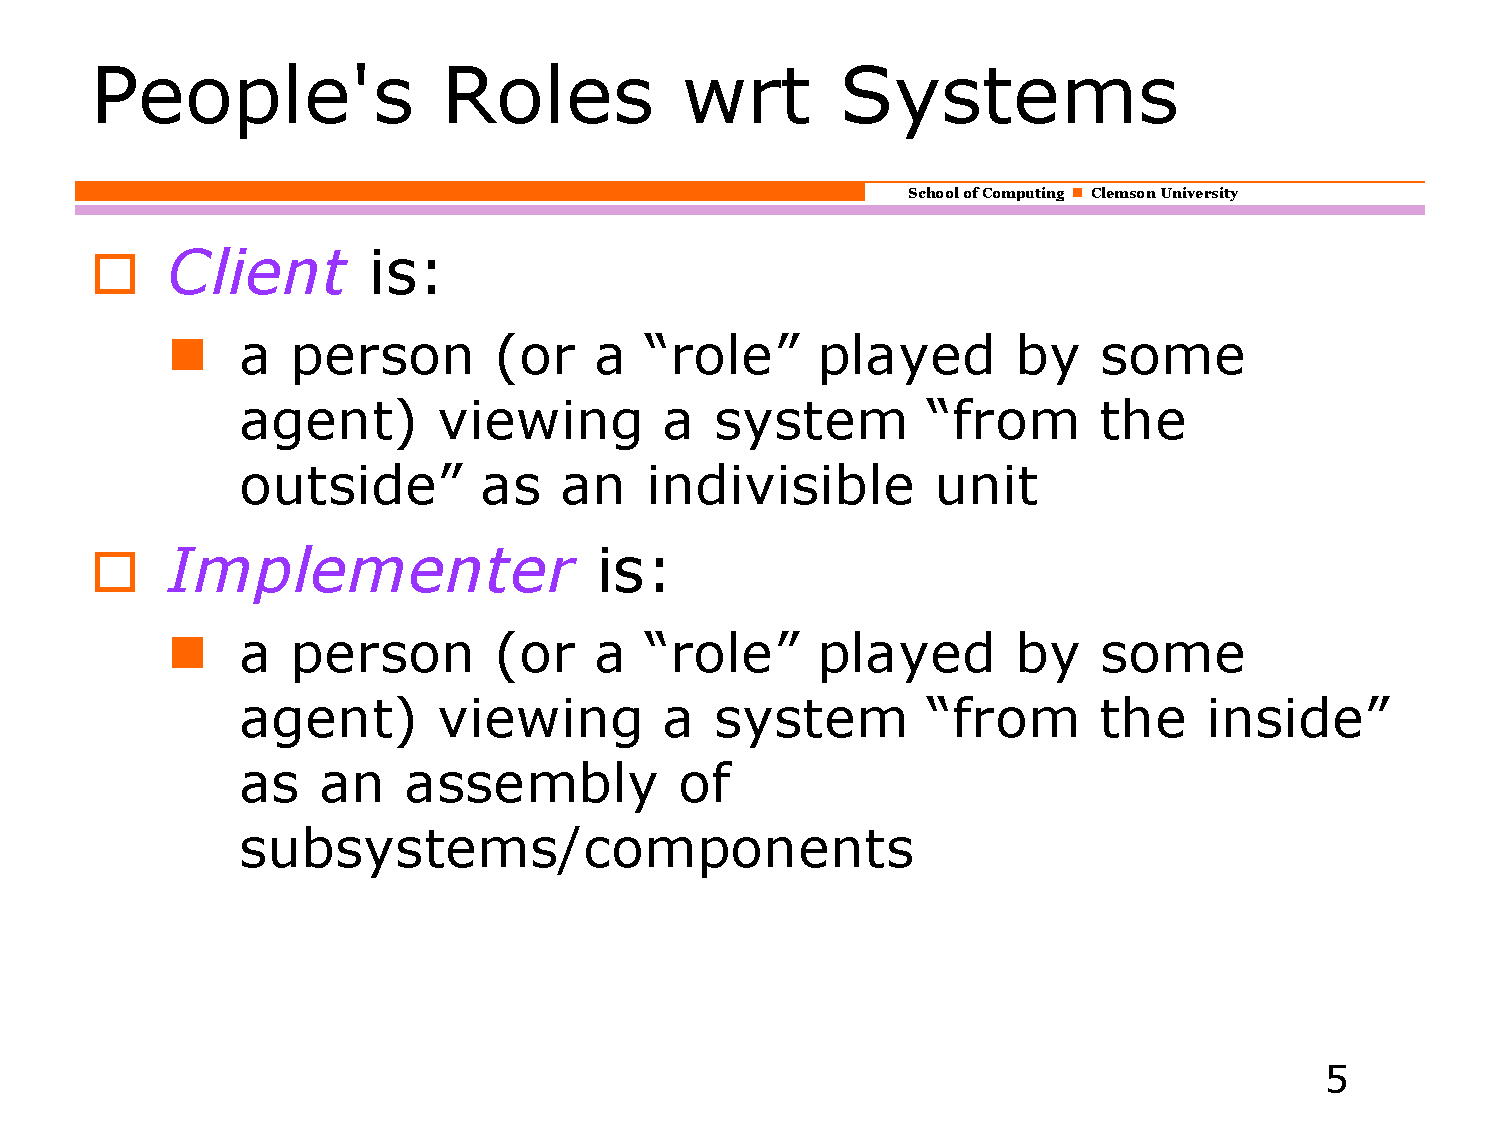 People's Roles wrt Systems
School of Computing ■ Clemson University
Client is:
a person (or a “role” played by some
agent) viewing a system “from the
outside” as an indivisible unit
Implementer is:
a person (or a “role” played by some
agent) viewing a system “from the inside”
as an assembly of
subsystems/components
5